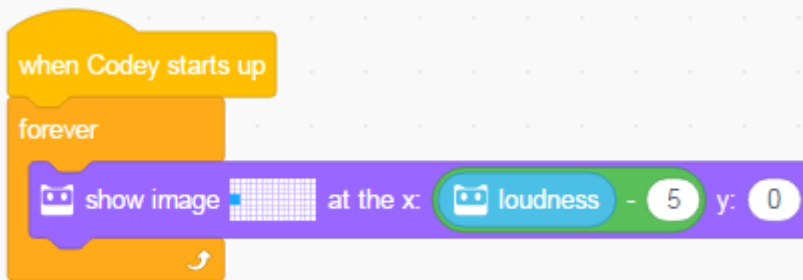 when Codey starts up
forever
show image at the x: loudness - 5 y: 0